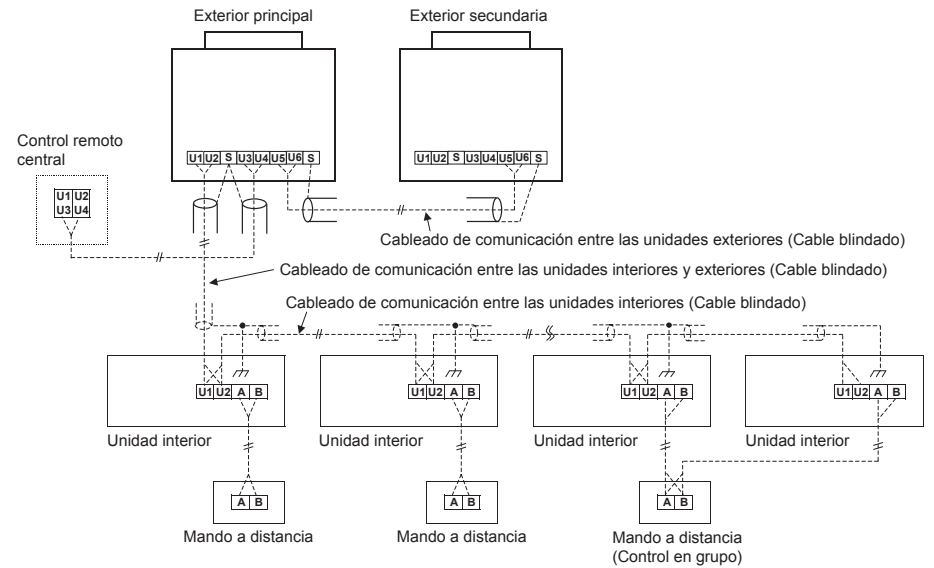 Exterior principal
Exterior secundaria
Control remoto
central
U1 U2 S U3 U4 U5 U6 S
U1 U2 S U3 U4 U5 U6 S
U1 U2
U3 U4
Cableado de comunicación entre las unidades exteriores (Cable blindado)
Cableado de comunicación entre las unidades interiores y exteriores (Cable blindado)
Cableado de comunicación entre las unidades interiores (Cable blindado)
U1 U2 A B
U1 U2 A B
U1 U2 A B
U1 U2 A B
Unidad interior
Unidad interior
Unidad interior
Unidad interior
A B
A B
A B
Mando a distancia
Mando a distancia
Mando a distancia
(Control en grupo)